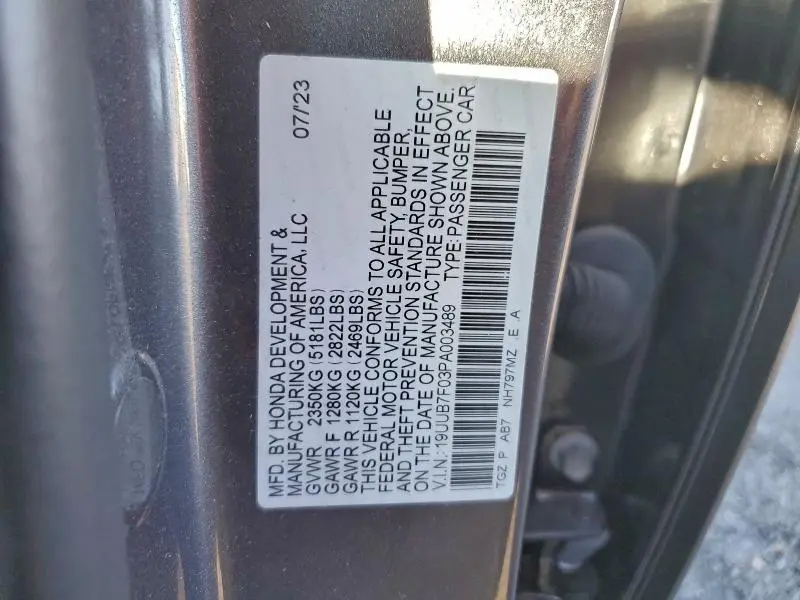 MFD. BY HONDA DEVELOPMENT &
MANUFACTURING OF AMERICA, LLC 07/'23
GVWR 2350KG (5181LBS)
GAWR F 1280KG (2822LBS)
GAWR R 1120KG (2469LBS)
THIS VEHICLE CONFORMS TO ALL APPLICABLE
FEDERAL MOTOR VEHICLE SAFETY, BUMPER,
AND THEFT PREVENTION STANDARDS IN EFFECT
ON THE DATE OF MANUFACTURE SHOWN ABOVE.
V.I.N.: 19UUB7F03PA003489 TYPE: PASSENGER CAR
TGZ P AB7 NH797MZ E A